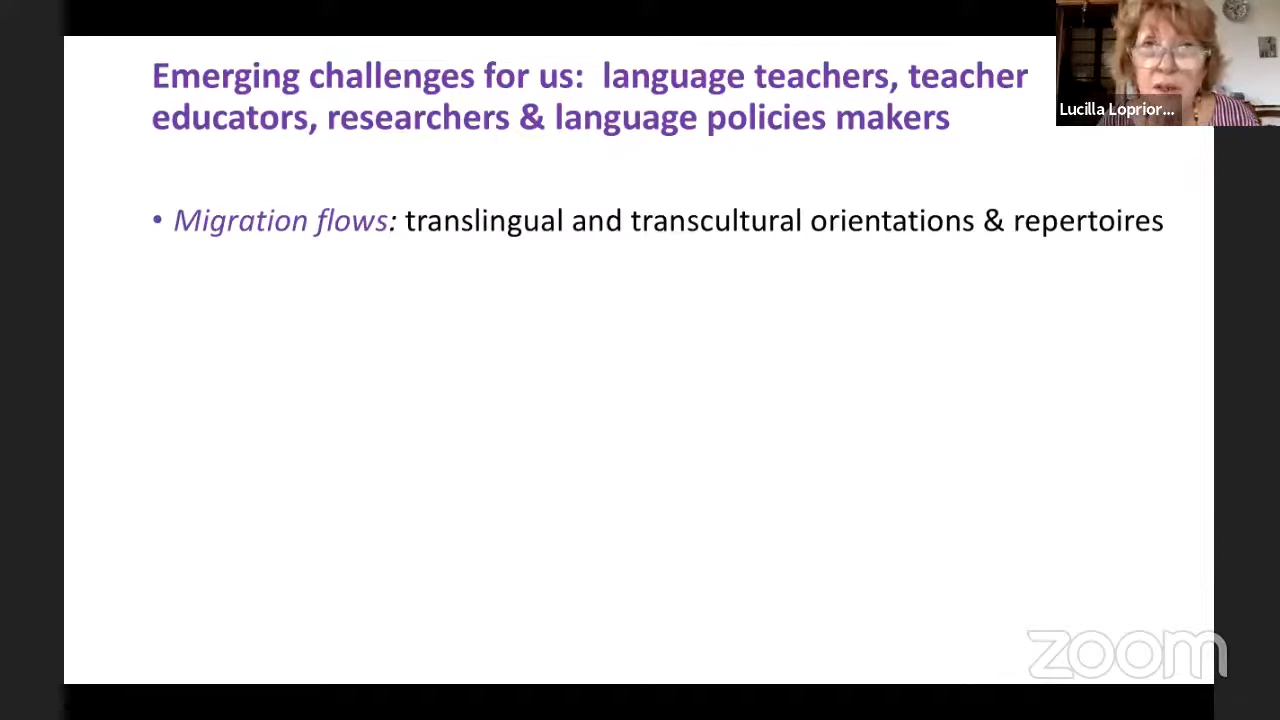 Emerging challenges for us: language teachers, teacher
educators, researchers & language policies makers
Lucilla Loprior...
• Migration flows: translingual and transcultural orientations & repertoires
zoom